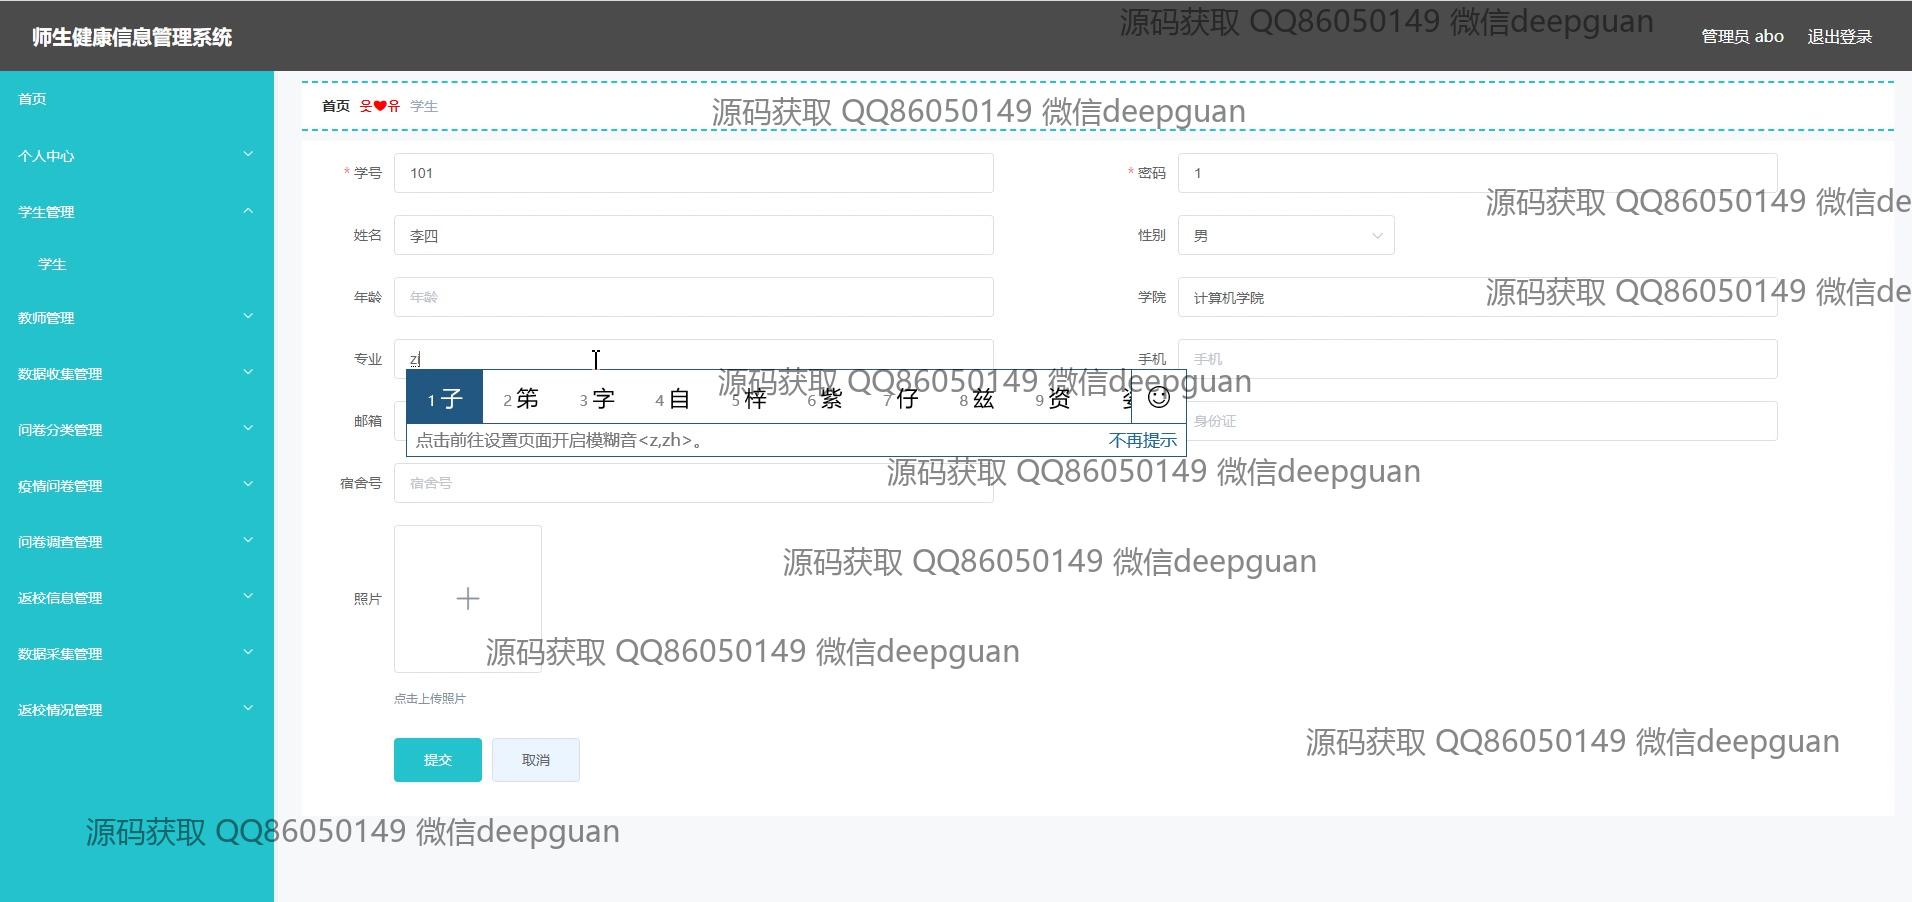 师生健康信息管理系统
源码获取 QQ86050149 微信deepguan
管理员 abo
退出登录
首页
个人中心
学生管理
学生
教师管理
数据收集管理
问卷分类管理
疫情问卷管理
问卷调查管理
返校信息管理
数据采集管理
返校情况管理
首页 웃❤유 学生
源码获取 QQ86050149 微信deepguan
* 学号 101
* 密码 1
源码获取 QQ86050149 微信de
姓名 李四
性别 男
年龄 年龄
学院 计算机学院
源码获取 QQ86050149 微信de
专业 zi
手机 手机
源码获取 QQ86050149 微信deepguan
1 子 2 笫 3 字 4 自 5 梓 6 紫 7 仔 8 兹 9 资
点击前往设置页面开启模糊音<z,zh>。 不再提示
邮箱
身份证
源码获取 QQ86050149 微信deepguan
宿舍号 宿舍号
源码获取 QQ86050149 微信deepguan
照片
源码获取 QQ86050149 微信deepguan
点击上传照片
源码获取 QQ86050149 微信deepguan
提交 取消
源码获取 QQ86050149 微信deepguan